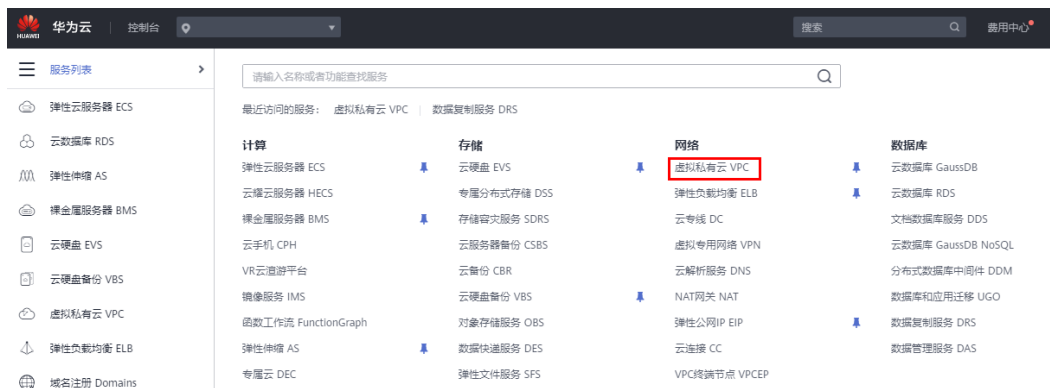 HUAWEI 华为云 控制台 搜索 费用中心
服务列表
请输入名称或者功能查找服务
弹性云服务器 ECS
最近访问的服务： 虚拟私有云 VPC 数据复制服务 DRS
云数据库 RDS
计算 存储 网络 数据库
弹性云服务器 ECS 云硬盘 EVS 虚拟私有云 VPC 云数据库 GaussDB
弹性伸缩 AS
云耀云服务器 HECS 专属分布式存储 DSS 弹性负载均衡 ELB 云数据库 RDS
裸金属服务器 BMS
裸金属服务器 BMS 存储容灾服务 SDRS 云专线 DC 文档数据库服务 DDS
云硬盘 EVS
云手机 CPH 云服务器备份 CSBS 虚拟专用网络 VPN 云数据库 GaussDB NoSQL
VR云渲游平台 云备份 CBR 云解析服务 DNS 分布式数据库中间件 DDM
云硬盘备份 VBS
镜像服务 IMS 云硬盘备份 VBS NAT网关 NAT 数据库和应用迁移 UGO
虚拟私有云 VPC
函数工作流 FunctionGraph 对象存储服务 OBS 弹性公网IP EIP 数据复制服务 DRS
弹性负载均衡 ELB
弹性伸缩 AS 数据快递服务 DES 云连接 CC 数据管理服务 DAS
专属云 DEC 弹性文件服务 SFS VPC终端节点 VPCEP
域名注册 Domains